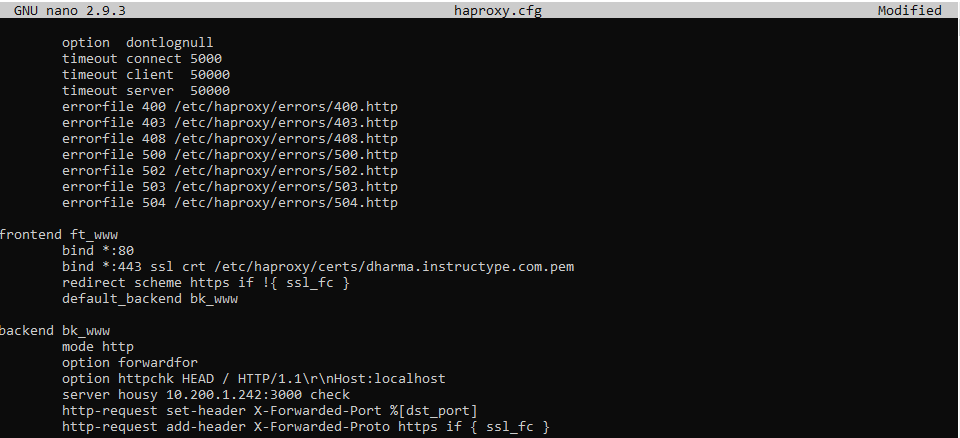 GNU nano 2.9.3 haproxy.cfg Modified
option  dontlognull
timeout connect 5000
timeout client  50000
timeout server  50000
errorfile 400 /etc/haproxy/errors/400.http
errorfile 403 /etc/haproxy/errors/403.http
errorfile 408 /etc/haproxy/errors/408.http
errorfile 500 /etc/haproxy/errors/500.http
errorfile 502 /etc/haproxy/errors/502.http
errorfile 503 /etc/haproxy/errors/503.http
errorfile 504 /etc/haproxy/errors/504.http
frontend ft_www
bind *:80
bind *:443 ssl crt /etc/haproxy/certs/dharma.instructype.com.pem
redirect scheme https if !{ ssl_fc }
default_backend bk_www
backend bk_www
mode http
option forwardfor
option httpchk HEAD / HTTP/1.1\r\nHost:localhost
server housy 10.200.1.242:3000 check
http-request set-header X-Forwarded-Port %[dst_port]
http-request add-header X-Forwarded-Proto https if { ssl_fc }